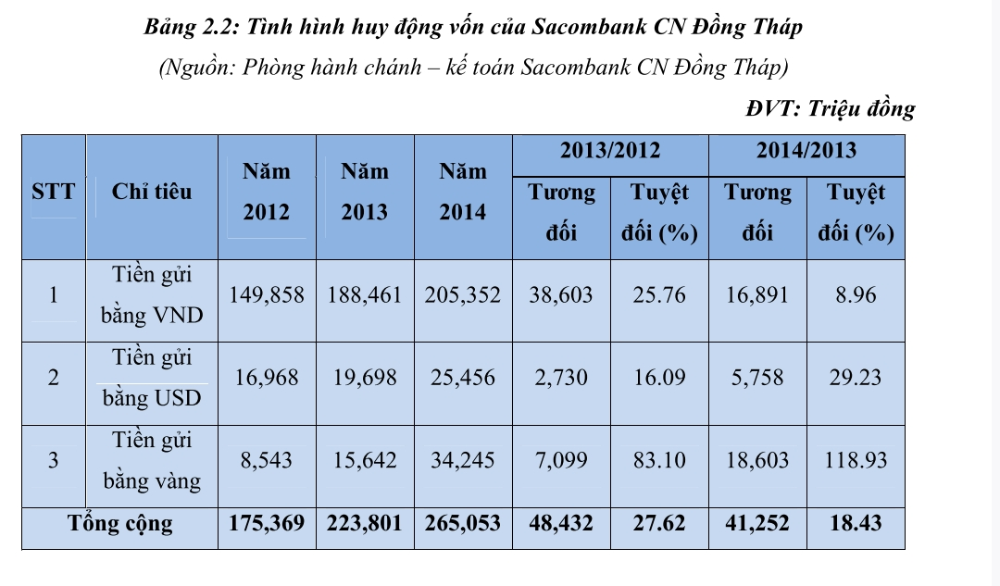 Bảng 2.2: Tình hình huy động vốn của Sacombank CN Đồng Tháp
(Nguồn: Phòng hành chánh – kế toán Sacombank CN Đồng Tháp)
ĐVT: Triệu đồng
STT Chỉ tiêu Năm 2012 Năm 2013 Năm 2014 2013/2012 2014/2013
Tương đối Tuyệt đối (%) Tương đối Tuyệt đối (%)
1 Tiền gửi bằng VND 149,858 188,461 205,352 38,603 25.76 16,891 8.96
2 Tiền gửi bằng USD 16,968 19,698 25,456 2,730 16.09 5,758 29.23
3 Tiền gửi bằng vàng 8,543 15,642 34,245 7,099 83.10 18,603 118.93
Tổng cộng 175,369 223,801 265,053 48,432 27.62 41,252 18.43